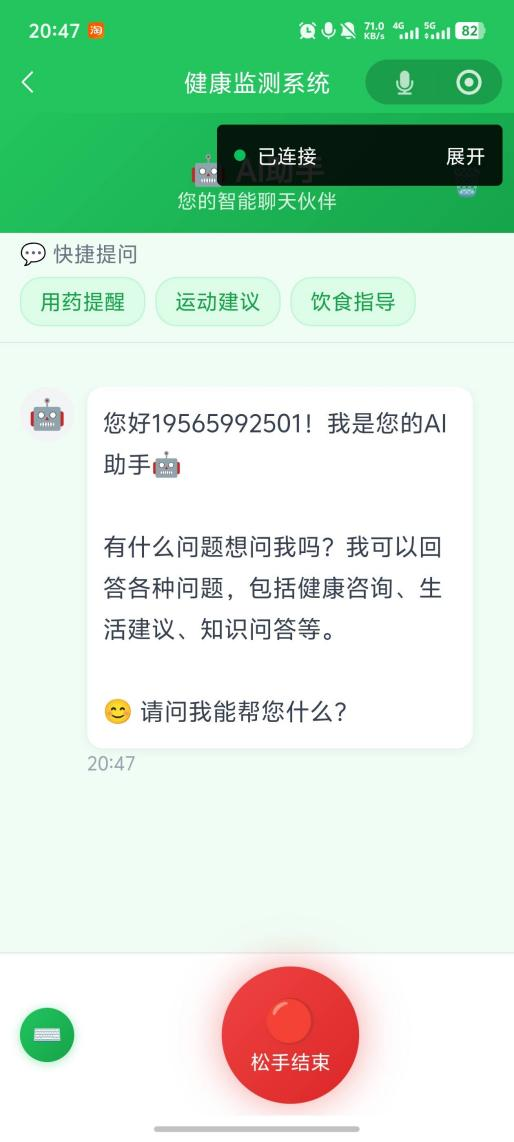 20:47
淘
71.0
KB/s
4G
5G
82
健康监测系统
已连接
展开
AI助手
您的智能聊天伙伴
快捷提问
用药提醒
运动建议
饮食指导
您好19565992501！我是您的AI
助手
有什么问题想问我吗？我可以回
答各种问题，包括健康咨询、生
活建议、知识问答等。
请问我能帮您什么？
20:47
松手结束